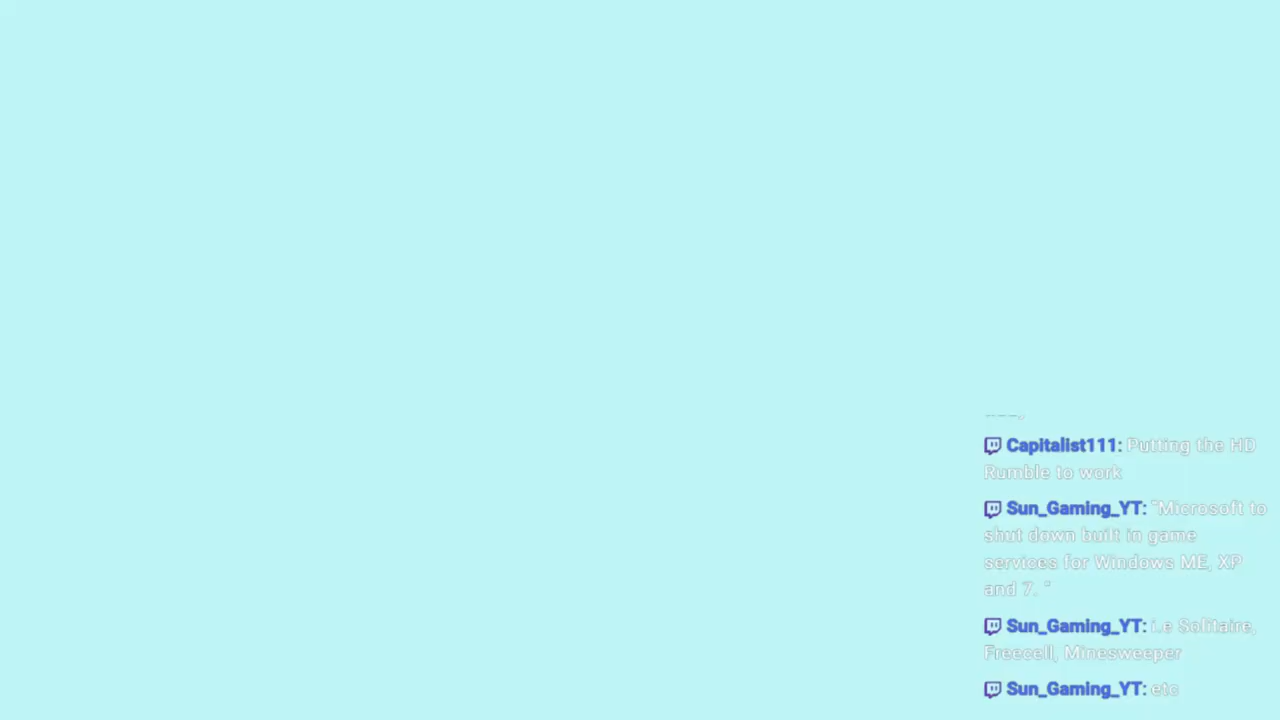 Capitalist111: Putting the HD
Rumble to work
Sun_Gaming_YT: "Microsoft to
shut down built in game
services for Windows ME, XP
and 7. "
Sun_Gaming_YT: i.e Solitaire,
Freecell, Minesweeper
Sun_Gaming_YT: etc